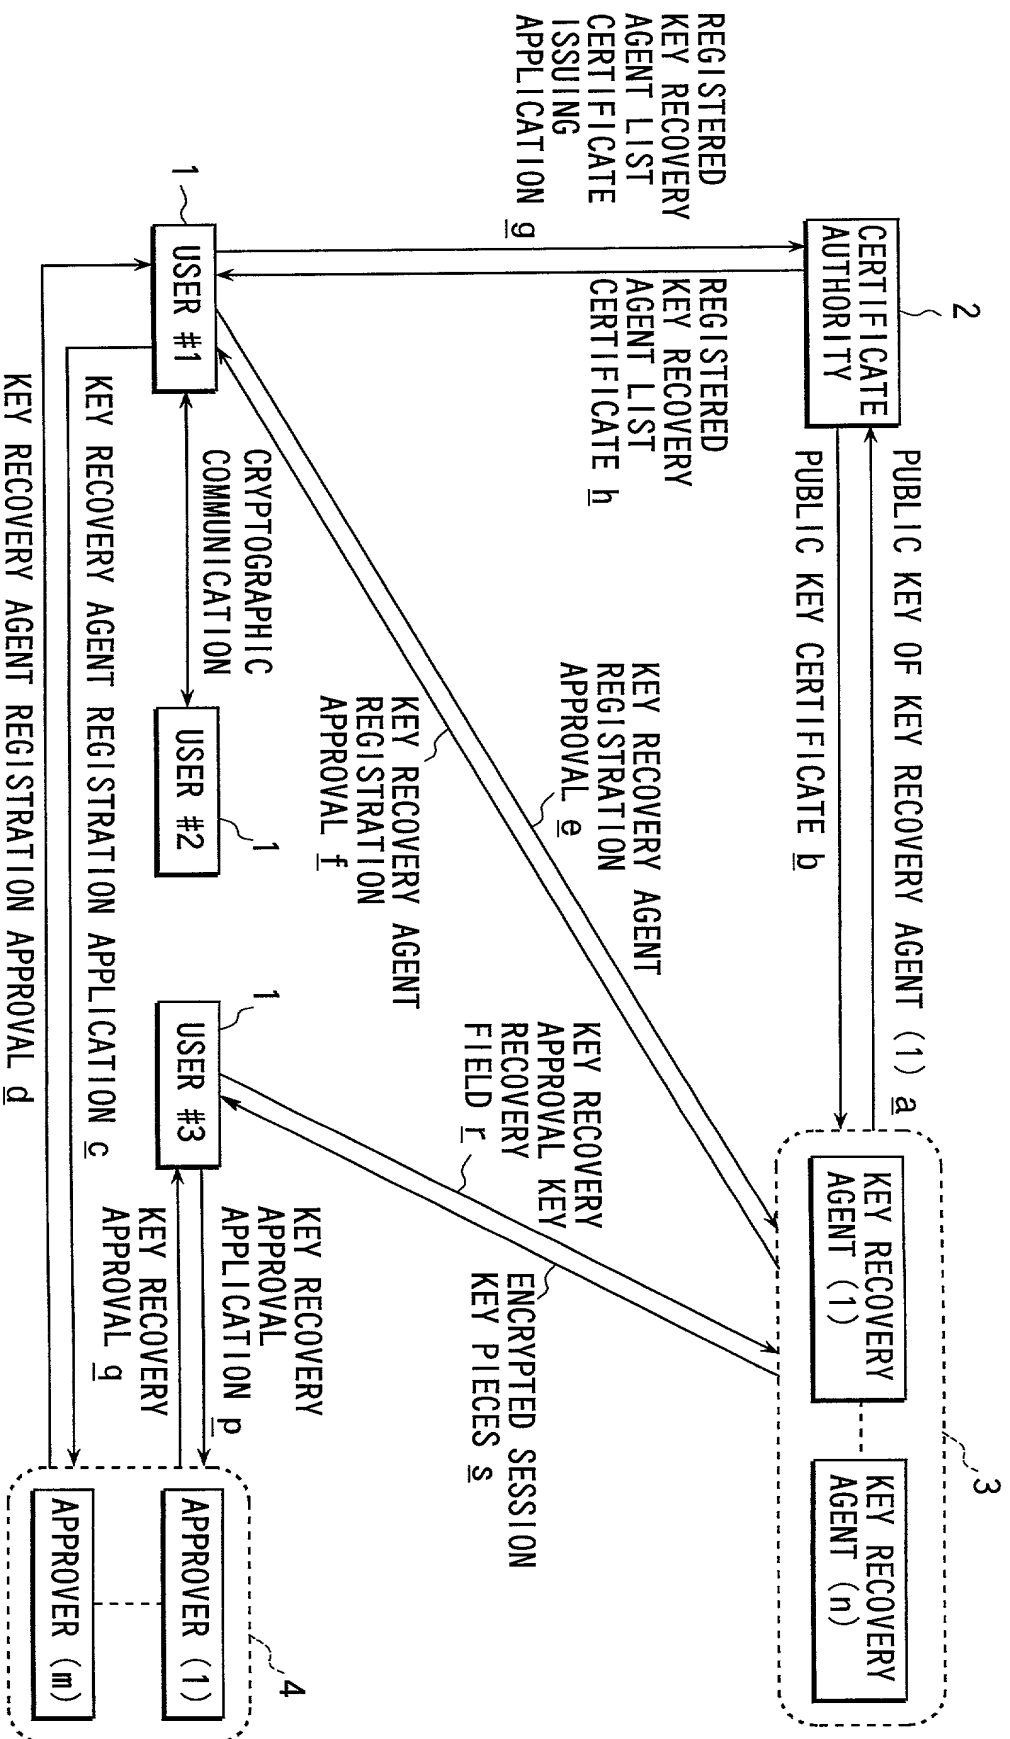 2
CERTIFICATE
AUTHORITY
PUBLIC KEY OF KEY RECOVERY AGENT (1) a
PUBLIC KEY CERTIFICATE b
3
KEY RECOVERY
AGENT (1)
KEY RECOVERY
AGENT (n)
REGISTERED
KEY RECOVERY
AGENT LIST
CERTIFICATE
ISSUING
APPLICATION g
REGISTERED
KEY RECOVERY
AGENT LIST
CERTIFICATE h
KEY RECOVERY AGENT
REGISTRATION
APPROVAL e
KEY RECOVERY AGENT
REGISTRATION
APPROVAL f
KEY RECOVERY
APPROVAL KEY
RECOVERY
FIELD r
ENCRYPTED SESSION
KEY PIECES s
1
USER #1
CRYPTOGRAPHIC
COMMUNICATION
USER #2
1
1
USER #3
KEY RECOVERY
APPROVAL
APPLICATION p
KEY RECOVERY
APPROVAL q
4
APPROVER (1)
APPROVER (m)
KEY RECOVERY AGENT REGISTRATION APPLICATION c
KEY RECOVERY AGENT REGISTRATION APPROVAL d